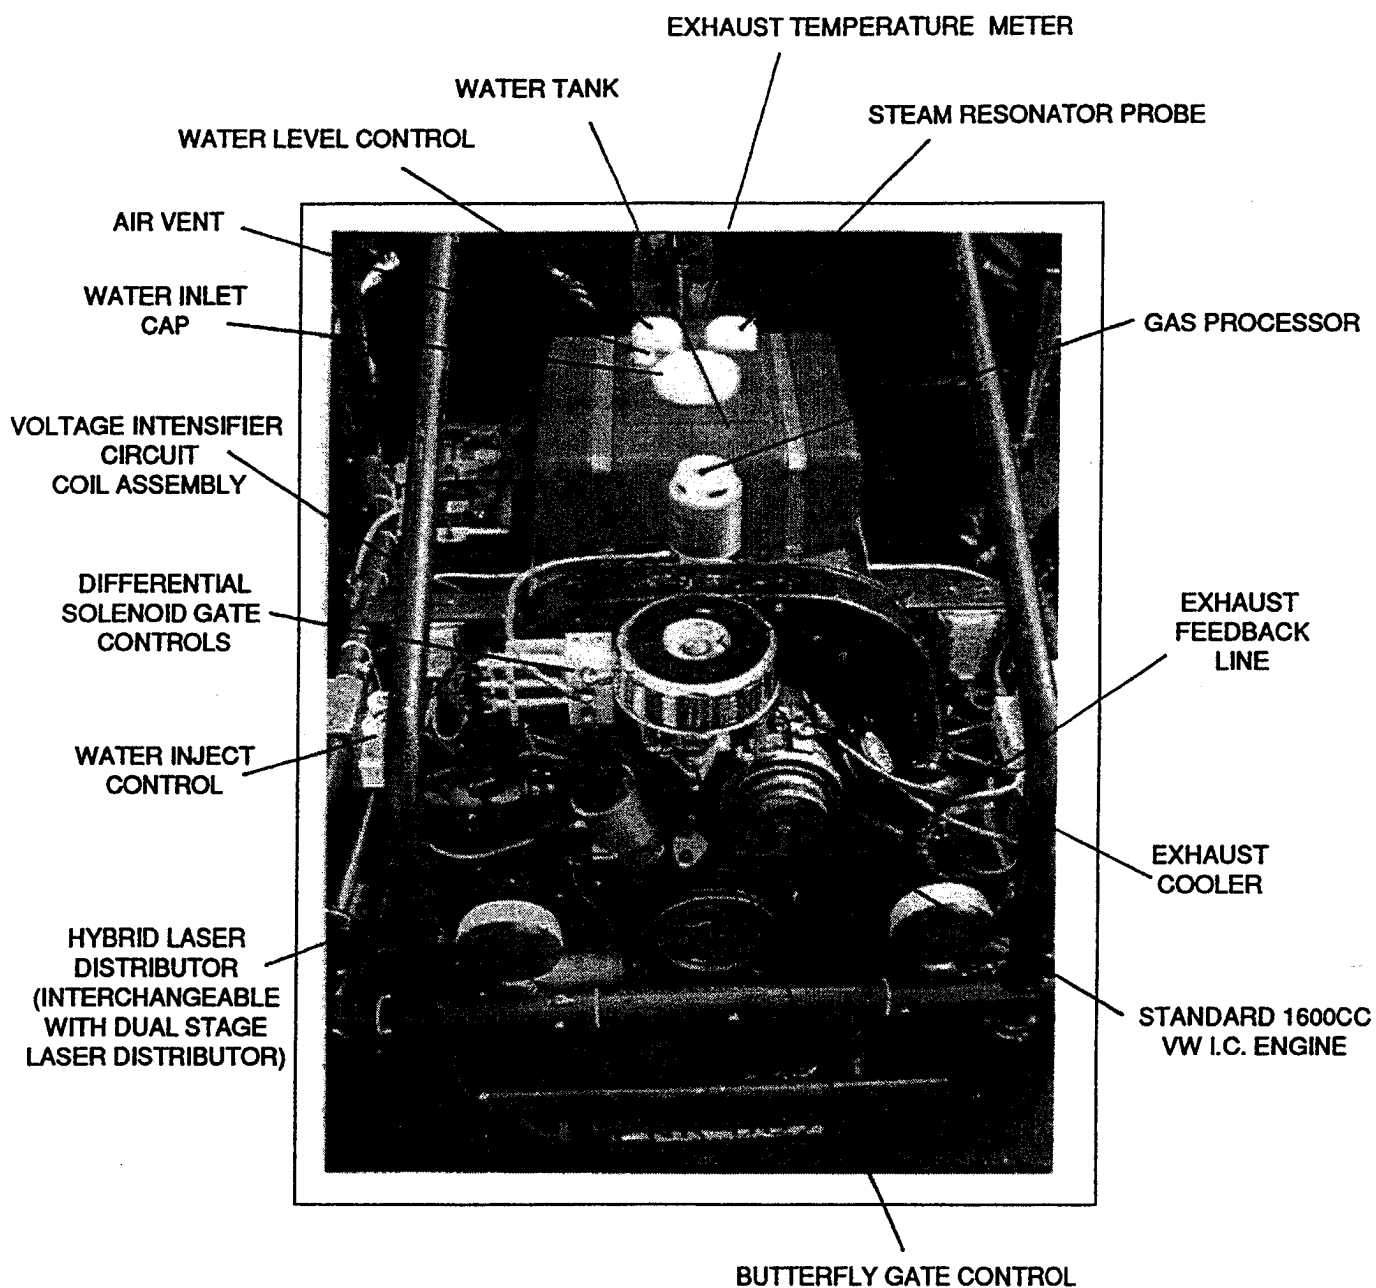 EXHAUST TEMPERATURE METER
WATER TANK
STEAM RESONATOR PROBE
WATER LEVEL CONTROL
AIR VENT
WATER INLET
CAP
GAS PROCESSOR
VOLTAGE INTENSIFIER
CIRCUIT
COIL ASSEMBLY
DIFFERENTIAL
SOLENOID GATE
CONTROLS
EXHAUST
FEEDBACK
LINE
WATER INJECT
CONTROL
EXHAUST
COOLER
HYBRID LASER
DISTRIBUTOR
(INTERCHANGEABLE
WITH DUAL STAGE
LASER DISTRIBUTOR)
STANDARD 1600CC
VW I.C. ENGINE
BUTTERFLY GATE CONTROL